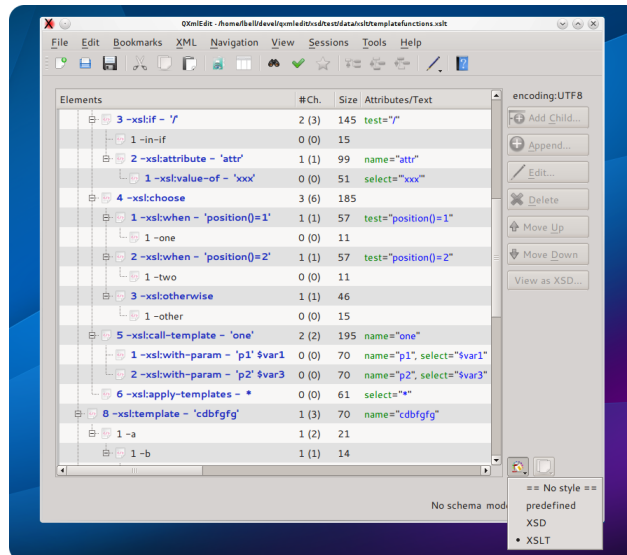 QXmlEdit - /home/lbell/devel/qxmledit/xsd/test/data/xslt/templatefunctions.xslt
File Edit Bookmarks XML Navigation View Sessions Tools Help
Elements #Ch. Size Attributes/Text
encoding:UTF8
3 -xsl:if - '/' 2 (3) 145 test="/"
Add Child...
1 -in-if 0 (0) 15
Append...
2 -xsl:attribute - 'attr' 1 (1) 99 name="attr"
1 -xsl:value-of - 'xxx' 0 (0) 51 select="'xxx'"
Edit...
4 -xsl:choose 3 (6) 185
Delete
1 -xsl:when - 'position()=1' 1 (1) 57 test="position()=1"
Move Up
1 -one 0 (0) 11
2 -xsl:when - 'position()=2' 1 (1) 57 test="position()=2"
Move Down
1 -two 0 (0) 11
View as XSD...
3 -xsl:otherwise 1 (1) 46
1 -other 0 (0) 15
5 -xsl:call-template - 'one' 2 (2) 195 name="one"
1 -xsl:with-param - 'p1' $var1 0 (0) 70 name="p1", select="$var1"
2 -xsl:with-param - 'p2' $var3 0 (0) 70 name="p2", select="$var3"
6 -xsl:apply-templates - * 0 (0) 61 select="*"
8 -xsl:template - 'cdbfgfg' 1 (3) 70 name="cdbfgfg"
1 -a 1 (2) 21
1 -b 1 (1) 14
== No style ==
No schema mod
predefined
XSD
• XSLT